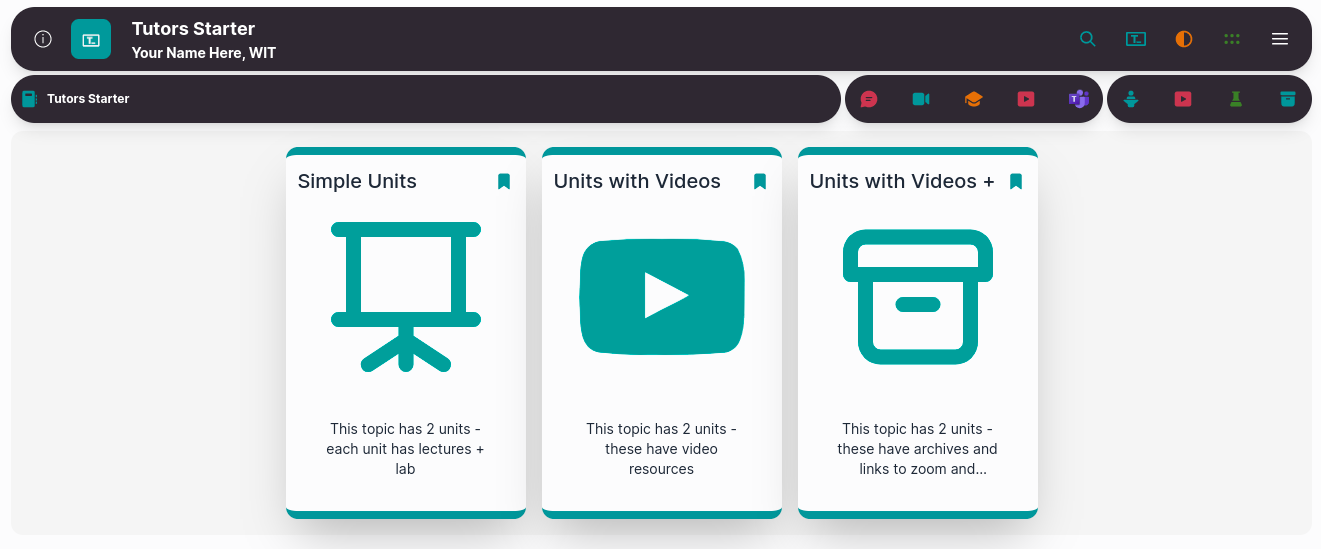 Tutors Starter
Your Name Here, WIT
Tutors Starter
T
Simple Units
Units with Videos
Units with Videos +
This topic has 2 units -
each unit has lectures +
lab
This topic has 2 units -
these have video
resources
This topic has 2 units -
these have archives and
links to zoom and...